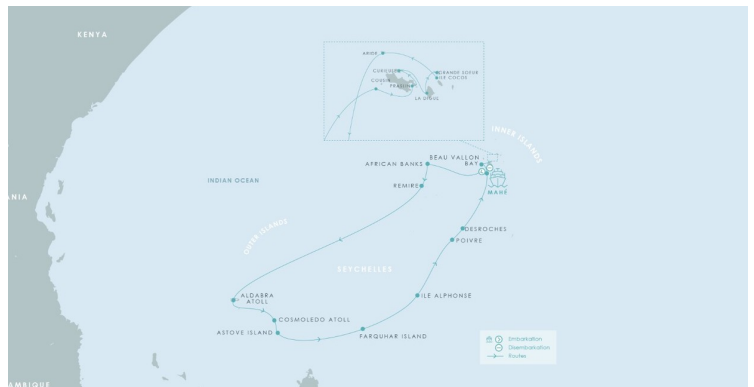 KENYA
ARIDE
CURIEUSE
COUSIN
PRASLIN
GRANDE SOEUR
ILE COCOS
LA DIGUE
INNER ISLANDS
BEAU VALLON
BAY
AFRICAN BANKS
MAHÉ
INDIAN OCEAN
REMIRE
NIA
OUTER ISLANDS
DESROCHES
POIVRE
SEYCHELLES
ALDABRA
ATOLL
ILE ALPHONSE
COSMOLEDO ATOLL
ASTOVE ISLAND
FARQUHAR ISLAND
Embarkation
Disembarkation
Routes
AMBIQUE